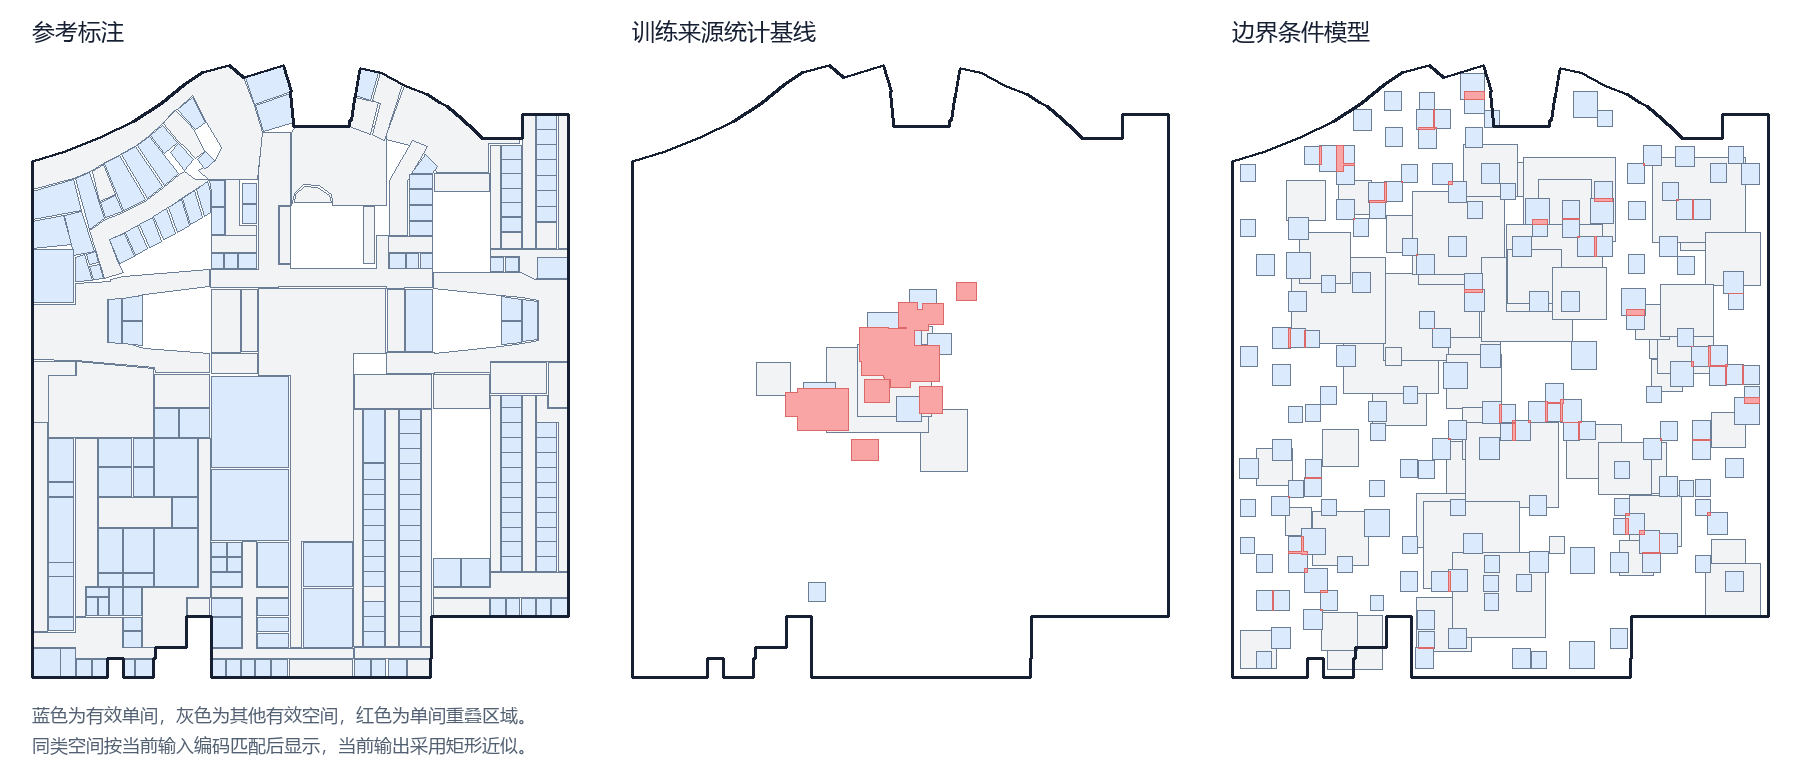 参考标注
训练来源统计基线
边界条件模型
蓝色为有效单间，灰色为其他有效空间，红色为单间重叠区域。
同类空间按当前输入编码匹配后显示，当前输出采用矩形近似。